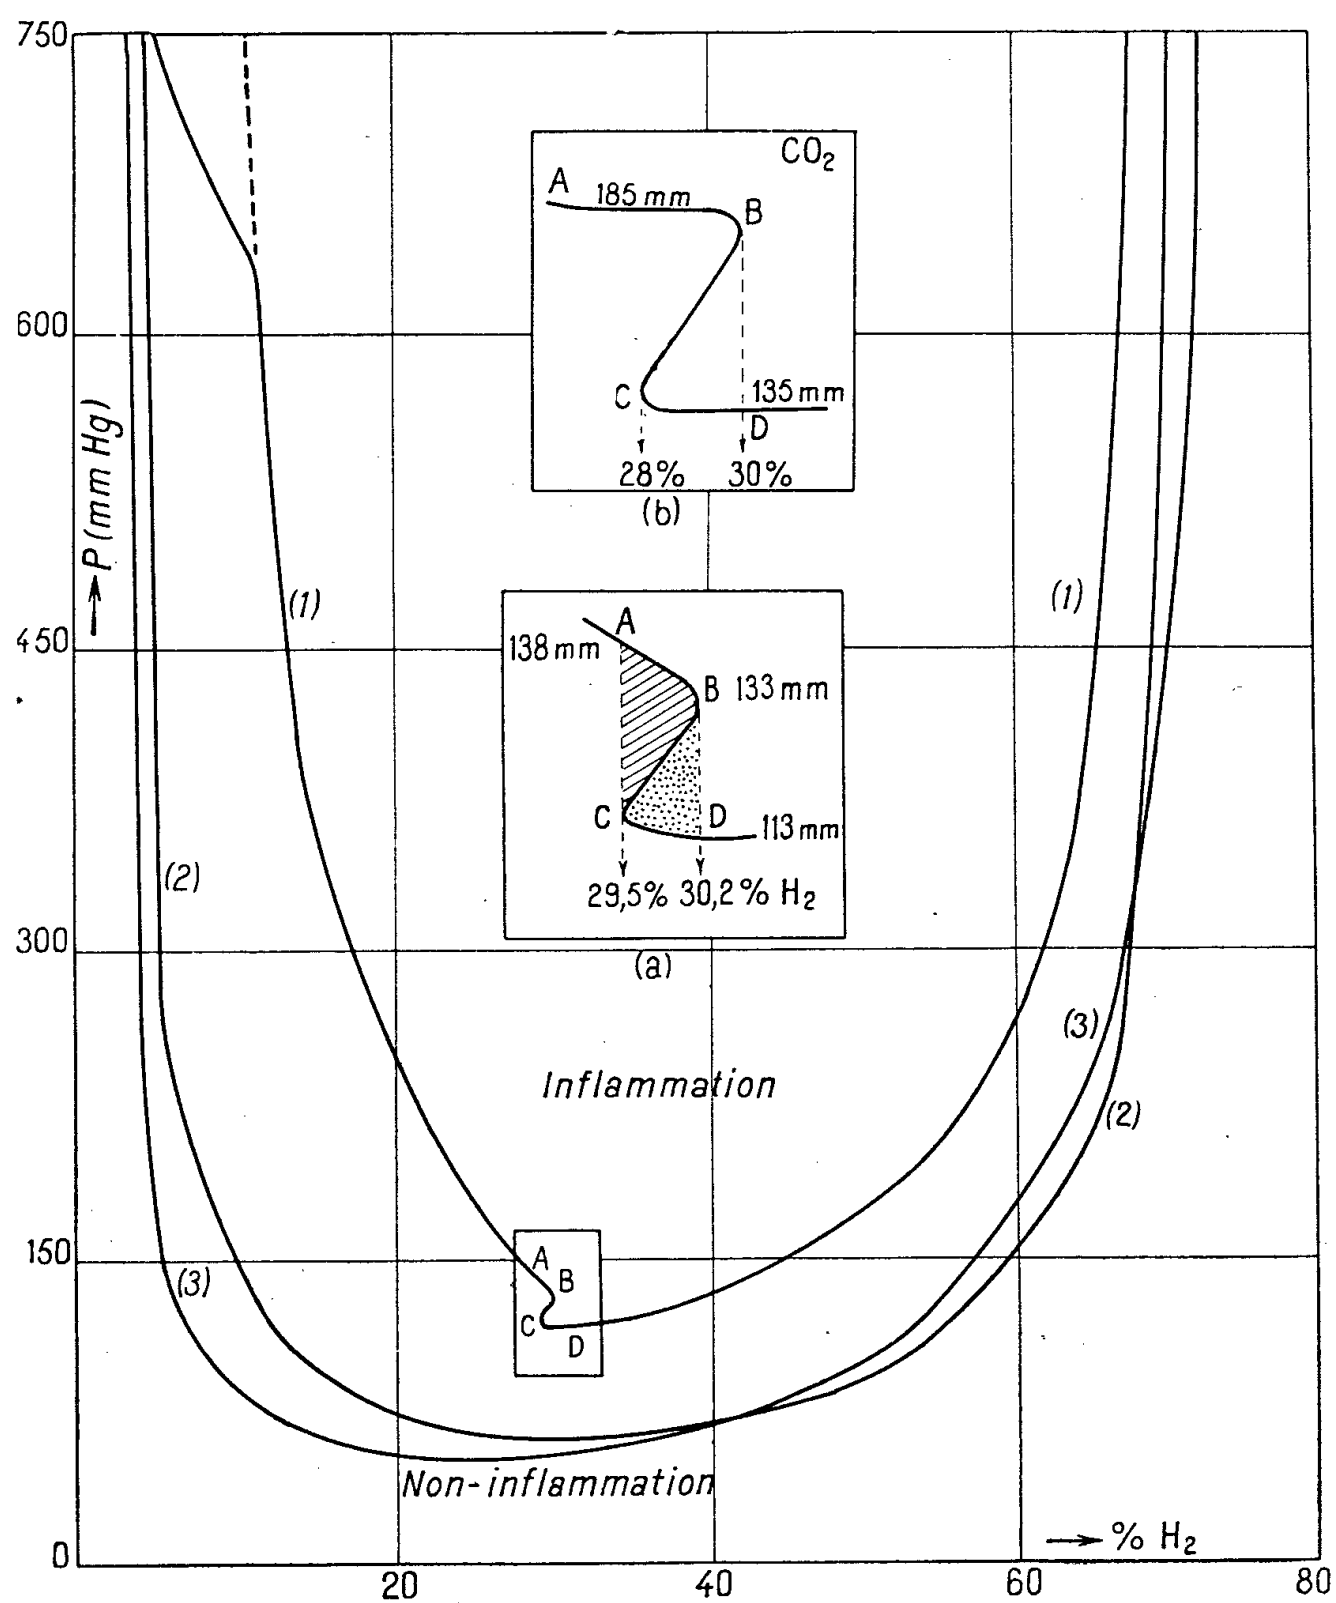 750
CO₂
A
185 mm
B
600
C
135 mm
D
28%
30%
(b)
→ P (mm Hg)
(1)
(1)
A
450
138 mm
B
133 mm
(2)
C
D
113 mm
29,5%
30,2% H₂
300
(a)
(3)
Inflammation
(2)
150
A
B
(3)
C
D
Non-inflammation
→ % H₂
0
20
40
60
80